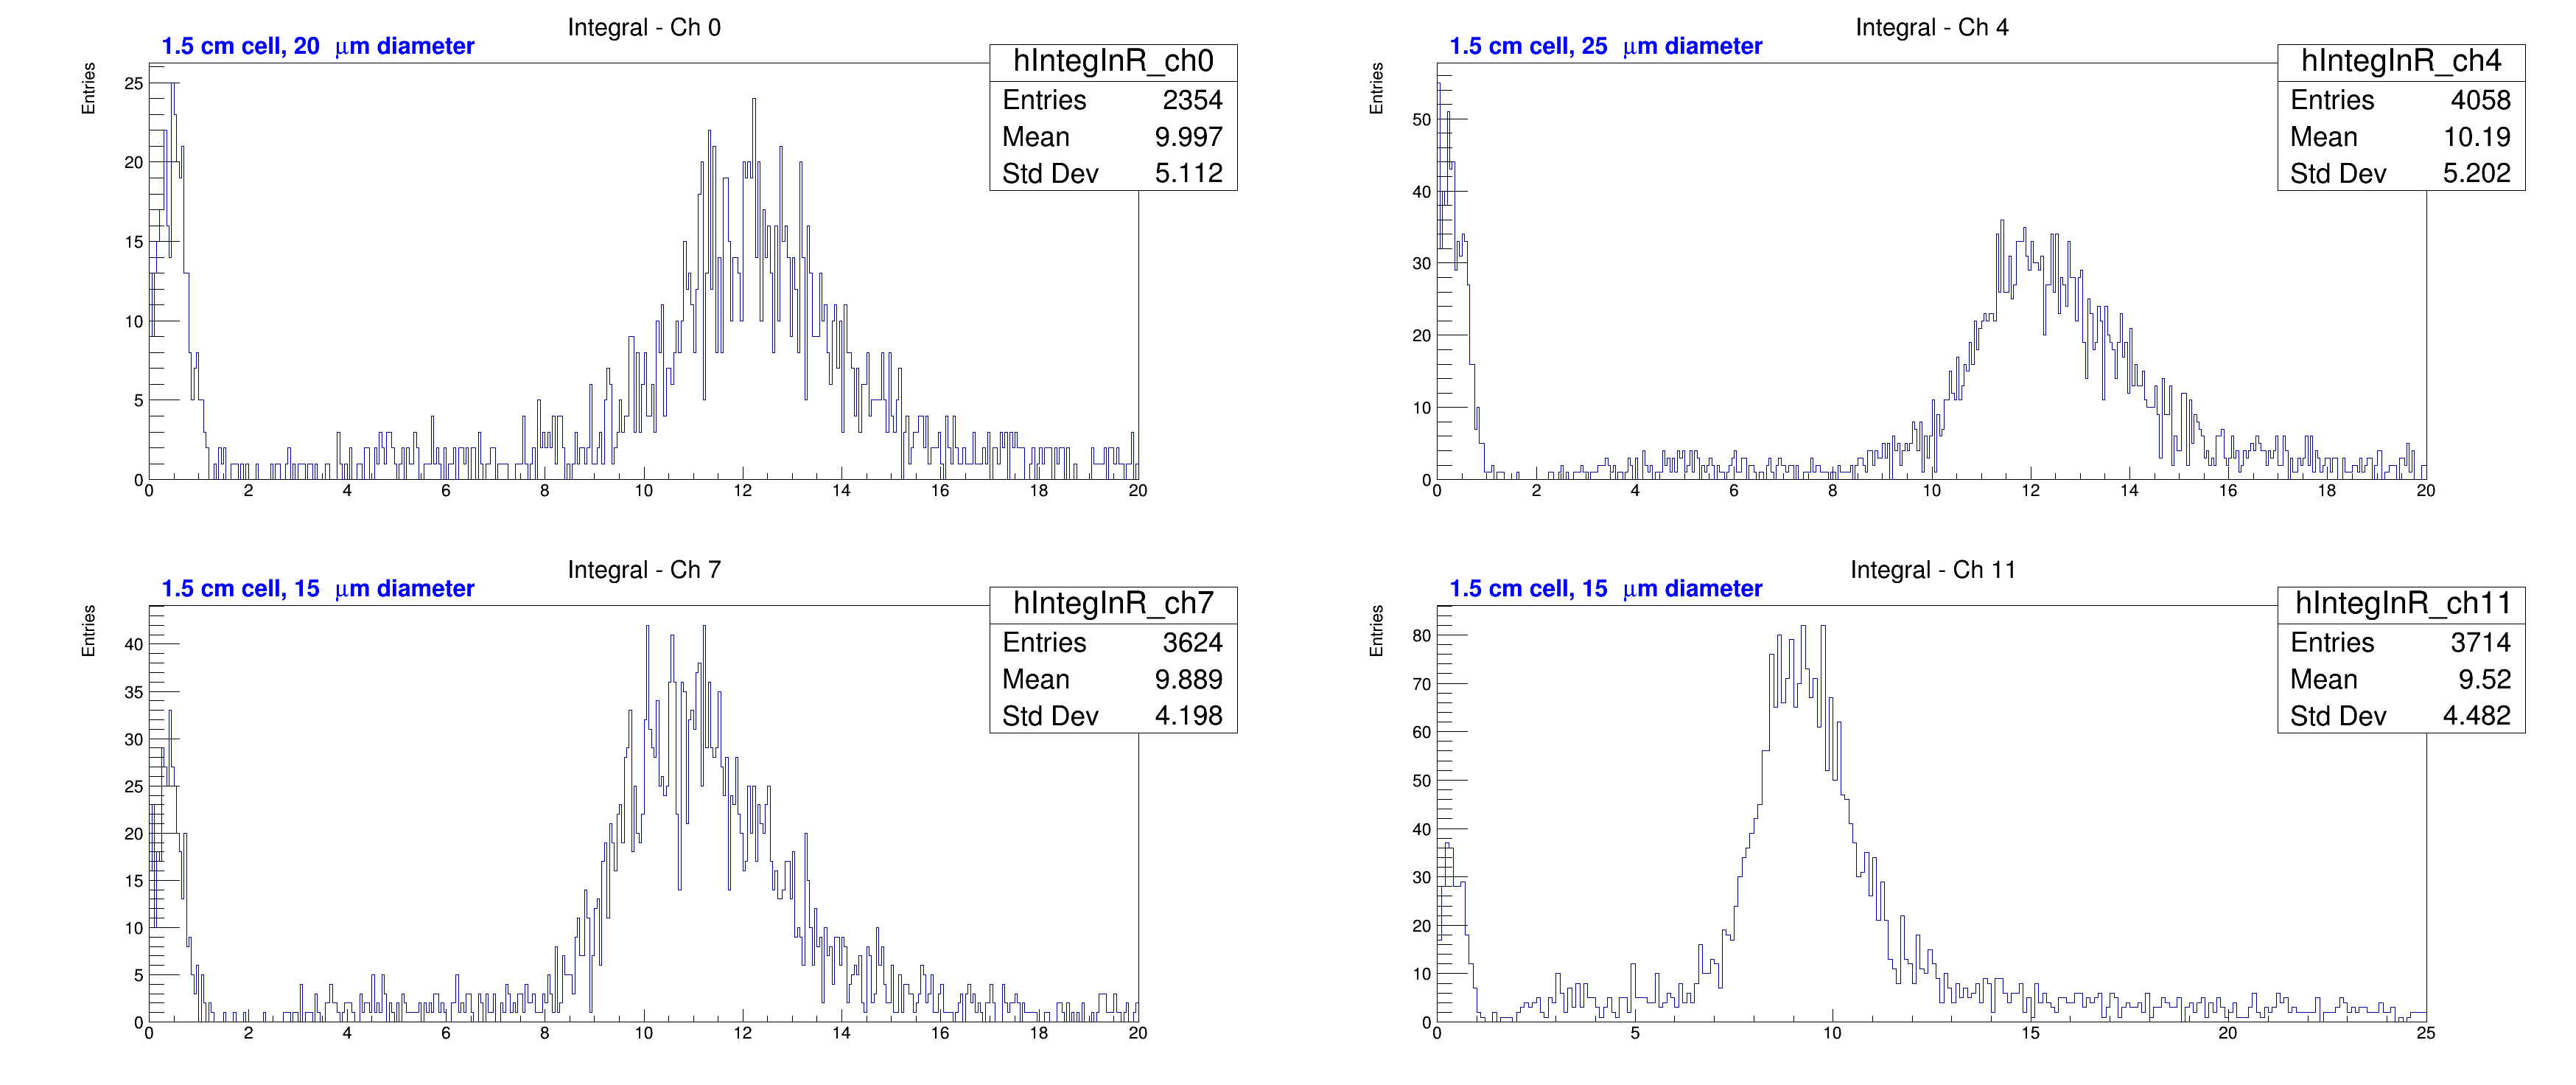 Integral - Ch 0
1.5 cm cell, 20 μm diameter
Entries
hIntegInR_ch0
Entries 2354
Mean 9.997
Std Dev 5.112
25
20
15
10
5
0
0 2 4 6 8 10 12 14 16 18 20
Integral - Ch 4
1.5 cm cell, 25 μm diameter
Entries
hIntegInR_ch4
Entries 4058
Mean 10.19
Std Dev 5.202
50
40
30
20
10
0
0 2 4 6 8 10 12 14 16 18 20
Integral - Ch 7
1.5 cm cell, 15 μm diameter
Entries
hIntegInR_ch7
Entries 3624
Mean 9.889
Std Dev 4.198
40
35
30
25
20
15
10
5
0
0 2 4 6 8 10 12 14 16 18 20
Integral - Ch 11
1.5 cm cell, 15 μm diameter
Entries
hIntegInR_ch11
Entries 3714
Mean 9.52
Std Dev 4.482
80
70
60
50
40
30
20
10
0
0 5 10 15 20 25